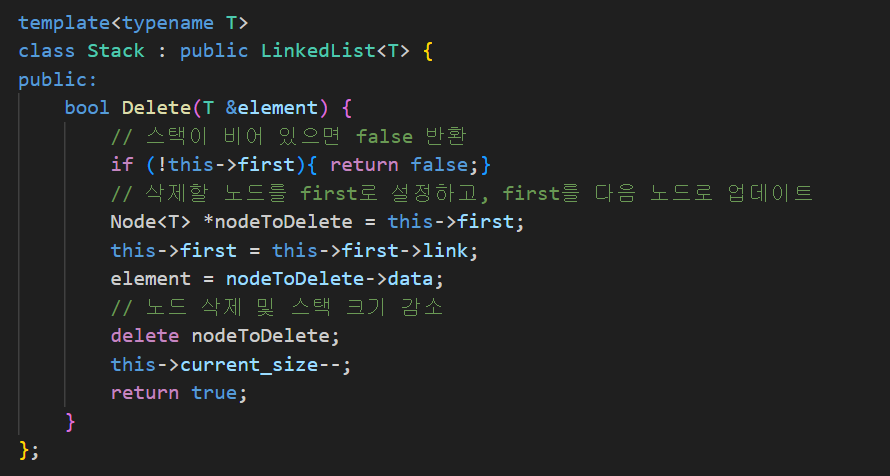 template<typename T>
class Stack : public LinkedList<T> {
public:
    bool Delete(T &element) {
        // 스택이 비어 있으면 false 반환
        if (!this->first){ return false;}
        // 삭제할 노드를 first로 설정하고, first를 다음 노드로 업데이트
        Node<T> *nodeToDelete = this->first;
        this->first = this->first->link;
        element = nodeToDelete->data;
        // 노드 삭제 및 스택 크기 감소
        delete nodeToDelete;
        this->current_size--;
        return true;
    }
};